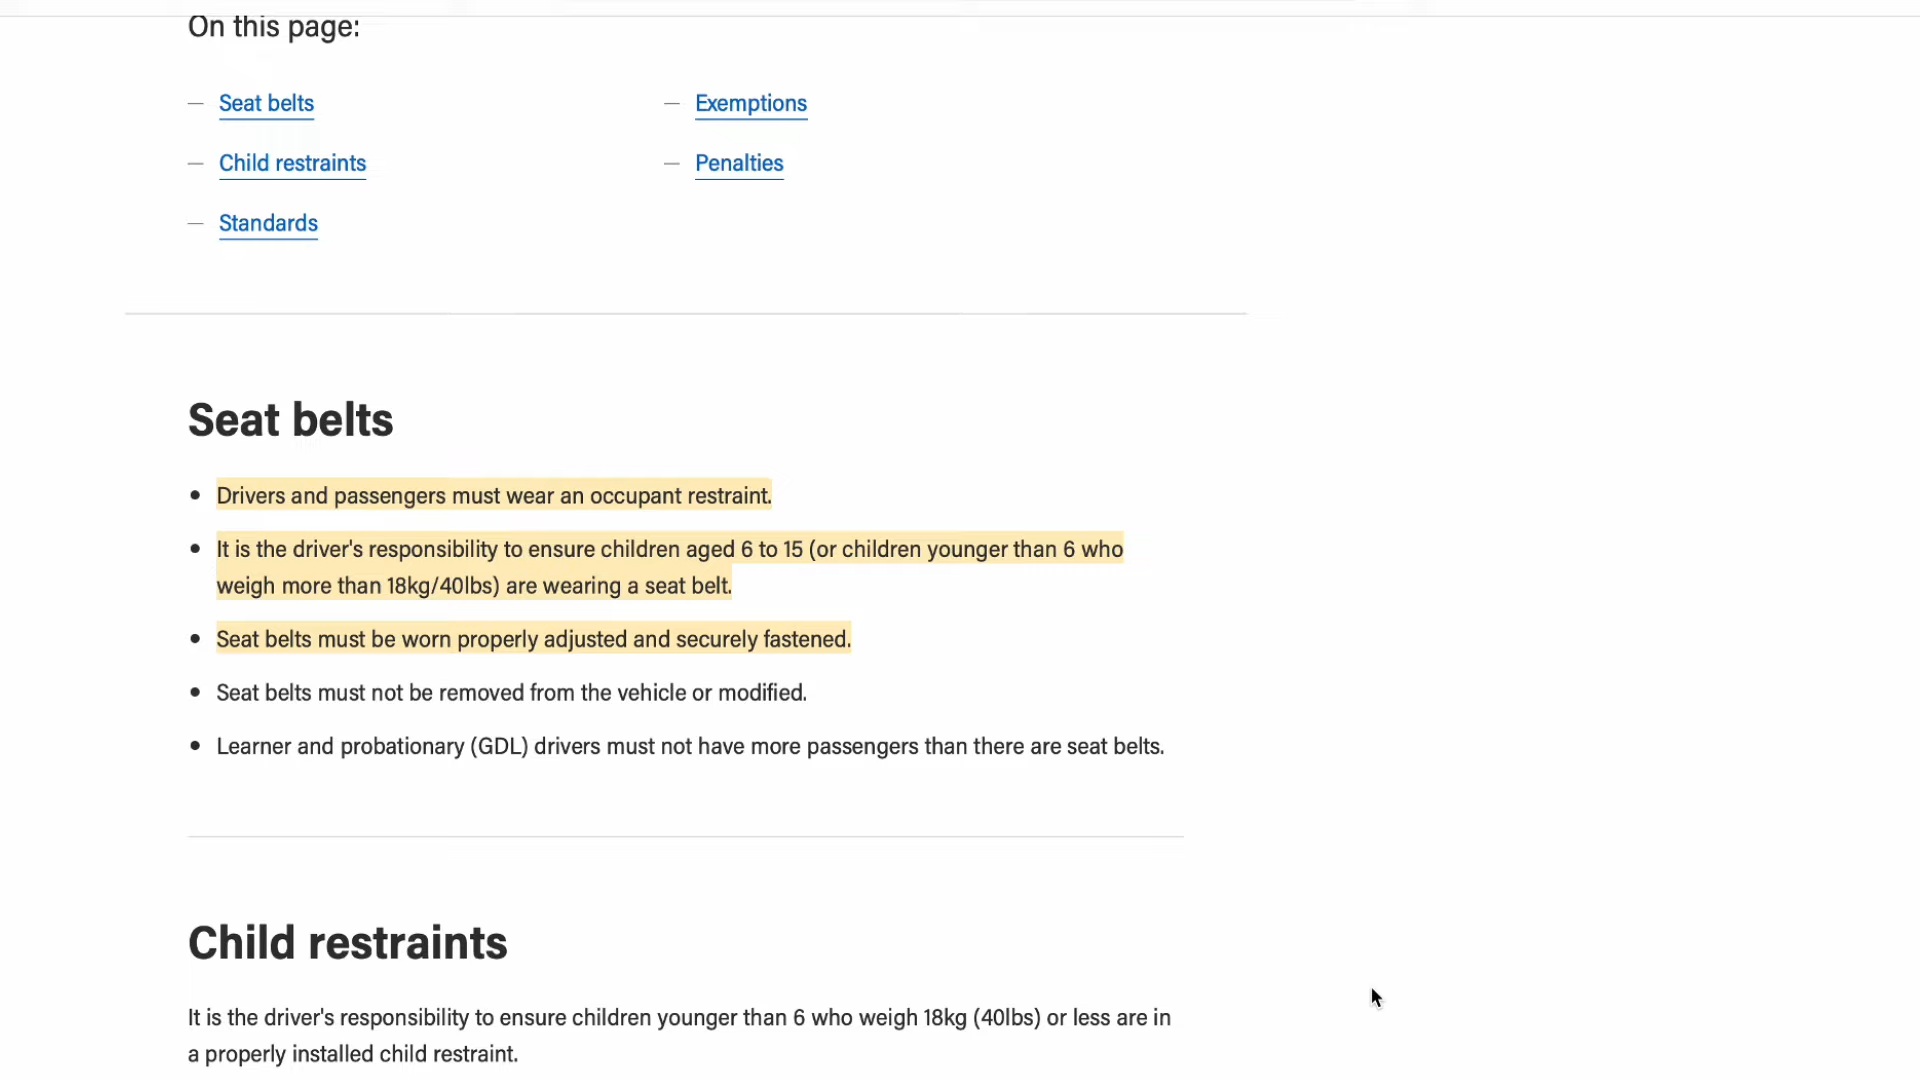 On this page:
— Seat belts
— Exemptions
— Child restraints
— Penalties
— Standards
Seat belts
• Drivers and passengers must wear an occupant restraint.
• It is the driver's responsibility to ensure children aged 6 to 15 (or children younger than 6 who
weigh more than 18kg/40lbs) are wearing a seat belt.
• Seat belts must be worn properly adjusted and securely fastened.
• Seat belts must not be removed from the vehicle or modified.
• Learner and probationary (GDL) drivers must not have more passengers than there are seat belts.
Child restraints
It is the driver's responsibility to ensure children younger than 6 who weigh 18kg (40lbs) or less are in
a properly installed child restraint.